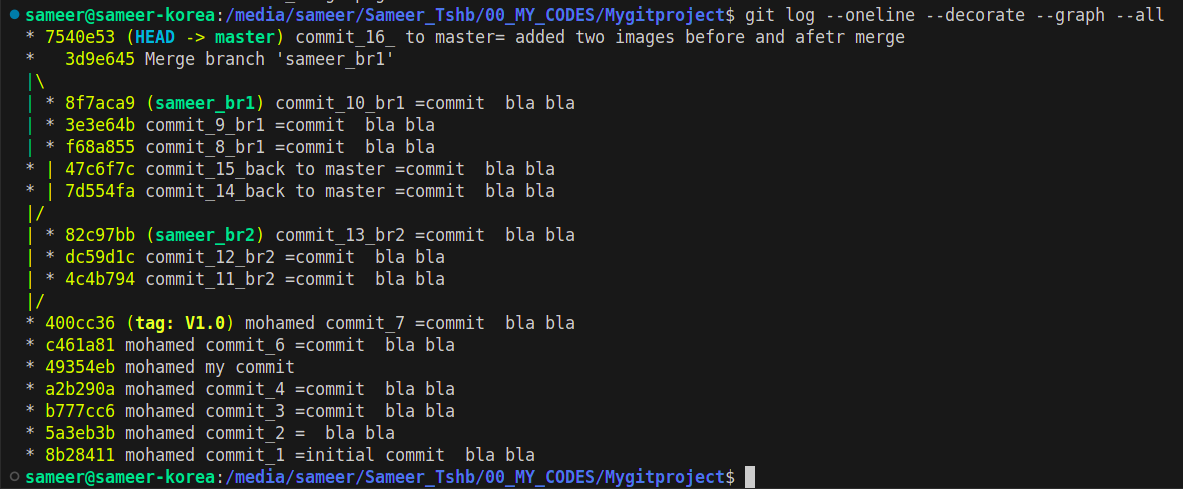 sameer@sameer-korea:/media/sameer/Sameer_Tshb/00_MY_CODES/Mygitproject$ git log --oneline --decorate --graph --all
* 7540e53 (HEAD -> master) commit_16_ to master= added two images before and afetr merge
*   3d9e645 Merge branch 'sameer_br1'
|\
| * 8f7aca9 (sameer_br1) commit_10_br1 =commit  bla bla
| * 3e3e64b commit_9_br1 =commit  bla bla
| * f68a855 commit_8_br1 =commit  bla bla
* | 47c6f7c commit_15_back to master =commit  bla bla
* | 7d554fa commit_14_back to master =commit  bla bla
|/
| * 82c97bb (sameer_br2) commit_13_br2 =commit  bla bla
| * dc59d1c commit_12_br2 =commit  bla bla
| * 4c4b794 commit_11_br2 =commit  bla bla
|/
* 400cc36 (tag: V1.0) mohamed commit_7 =commit  bla bla
* c461a81 mohamed commit_6 =commit  bla bla
* 49354eb mohamed my commit
* a2b290a mohamed commit_4 =commit  bla bla
* b777cc6 mohamed commit_3 =commit  bla bla
* 5a3eb3b mohamed commit_2 =  bla bla
* 8b28411 mohamed commit_1 =initial commit  bla bla
sameer@sameer-korea:/media/sameer/Sameer_Tshb/00_MY_CODES/Mygitproject$